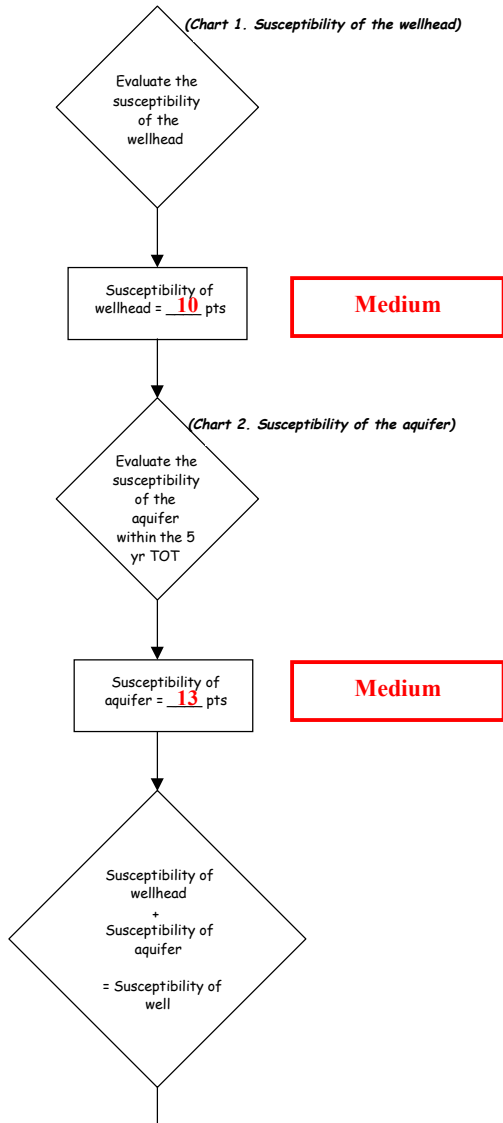 (Chart 1. Susceptibility of the wellhead)
Evaluate the
susceptibility
of the
wellhead
Susceptibility of
wellhead = 10 pts
Medium
(Chart 2. Susceptibility of the aquifer)
Evaluate the
susceptibility
of the
aquifer
within the 5
yr TOT
Susceptibility of
aquifer = 13 pts
Medium
Susceptibility of
wellhead
+
Susceptibility of
aquifer
= Susceptibility of
well